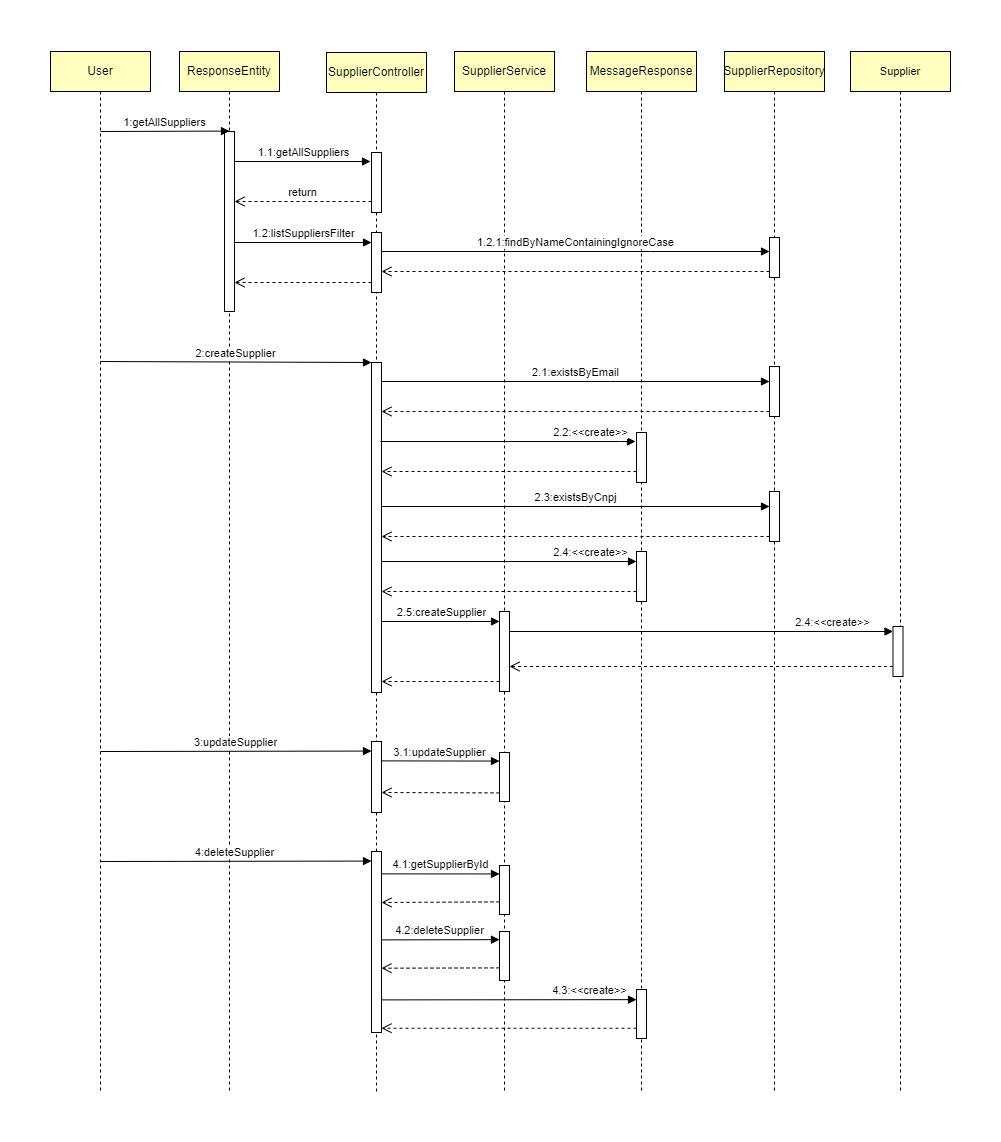 User
ResponseEntity
SupplierController
SupplierService
MessageResponse
SupplierRepository
Supplier
1:getAllSuppliers
1.1:getAllSuppliers
return
1.2:listSuppliersFilter
1.2.1:findByNameContainingIgnoreCase
2:createSupplier
2.1:existsByEmail
2.2:<<create>>
2.3:existsByCnpj
2.4:<<create>>
2.5:createSupplier
2.4:<<create>>
3:updateSupplier
3.1:updateSupplier
4:deleteSupplier
4.1:getSupplierById
4.2:deleteSupplier
4.3:<<create>>